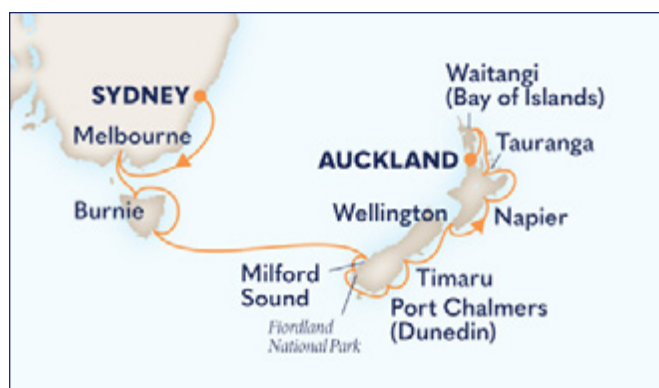 Waitangi
(Bay of Islands)
SYDNEY
Melbourne
Tauranga
AUCKLAND
Burnie
Wellington
Napier
Milford
Sound
Timaru
Port Chalmers
(Dunedin)
Fiordland
National Park